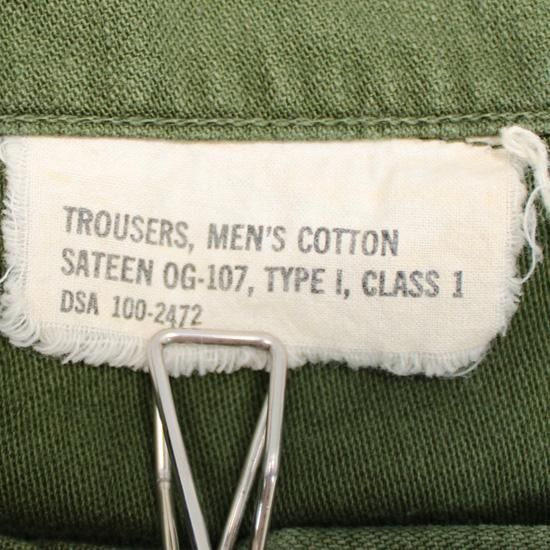 TROUSERS, MEN'S COTTON
SATEEN OG-107, TYPE I, CLASS 1
DSA 100-2472